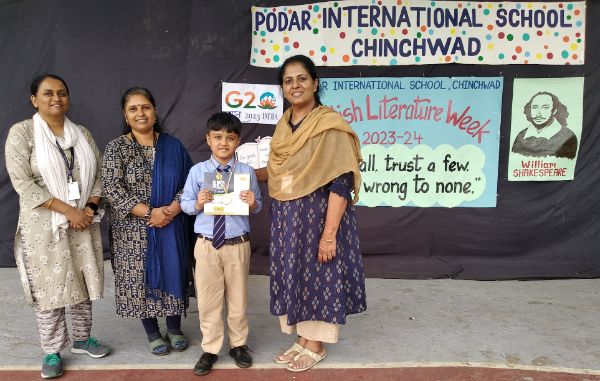 PODAR INTERNATIONAL SCHOOL
CHINCHWAD
G20
2023 INDIA
INTERNATIONAL SCHOOL, CHINCHWAD
Literature Week
2023-24
all, trust a few,
wrong to none."
William
SHAKESPEARE